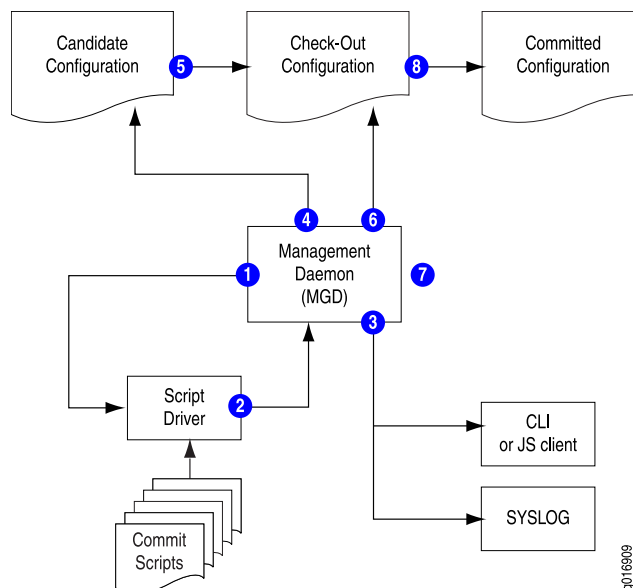 Candidate
Configuration
5
Check-Out
Configuration
8
Committed
Configuration
4
6
Management
Daemon
(MGD)
1
7
3
Script
Driver
2
CLI
or JS client
SYSLOG
Commit
Scripts
g016909